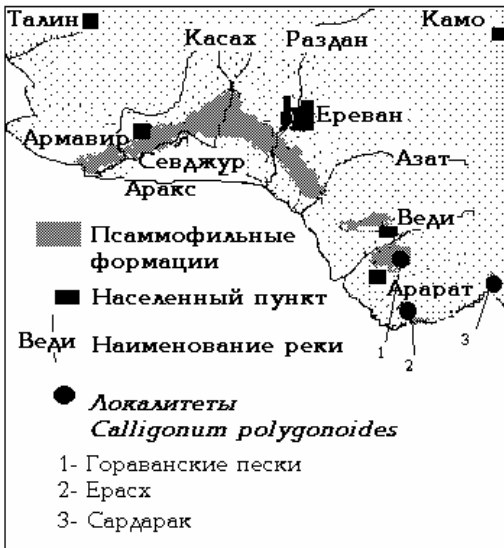 Талин
Камо
Касах
Раздан
Ереван
Армавир
Севджур
Азат
Аракс
Веди
Псаммофильные
формации
Арарат
Населенный пункт
1
2
3
Веди Наименование реки
Локалитеты
Calligonum polygonoides
1- Гораванские пески
2- Ерасх
3- Сардарак